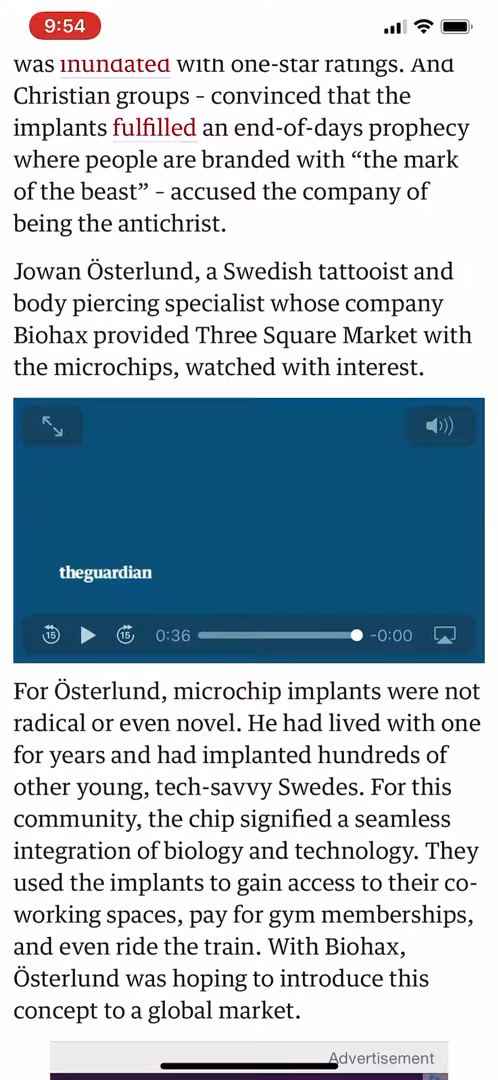 9:54
was inundated with one-star ratings. And
Christian groups – convinced that the
implants fulfilled an end-of-days prophecy
where people are branded with “the mark
of the beast” – accused the company of
being the antichrist.
Jowan Österlund, a Swedish tattooist and
body piercing specialist whose company
Biohax provided Three Square Market with
the microchips, watched with interest.
theguardian
15
15
0:36
-0:00
For Österlund, microchip implants were not
radical or even novel. He had lived with one
for years and had implanted hundreds of
other young, tech-savvy Swedes. For this
community, the chip signified a seamless
integration of biology and technology. They
used the implants to gain access to their co-
working spaces, pay for gym memberships,
and even ride the train. With Biohax,
Österlund was hoping to introduce this
concept to a global market.
Advertisement